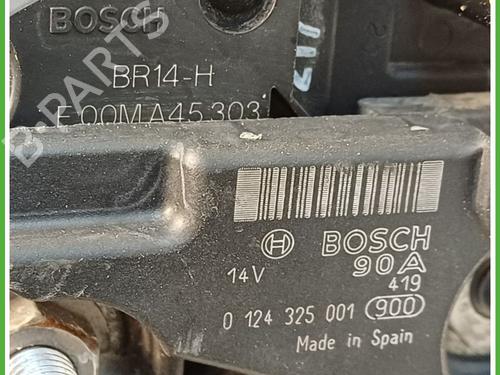 BOSCH
BR14-H
F00MA45303
BOSCH
14V
90A
419
0 124 325 001 900
Made in Spain
B-PARTS